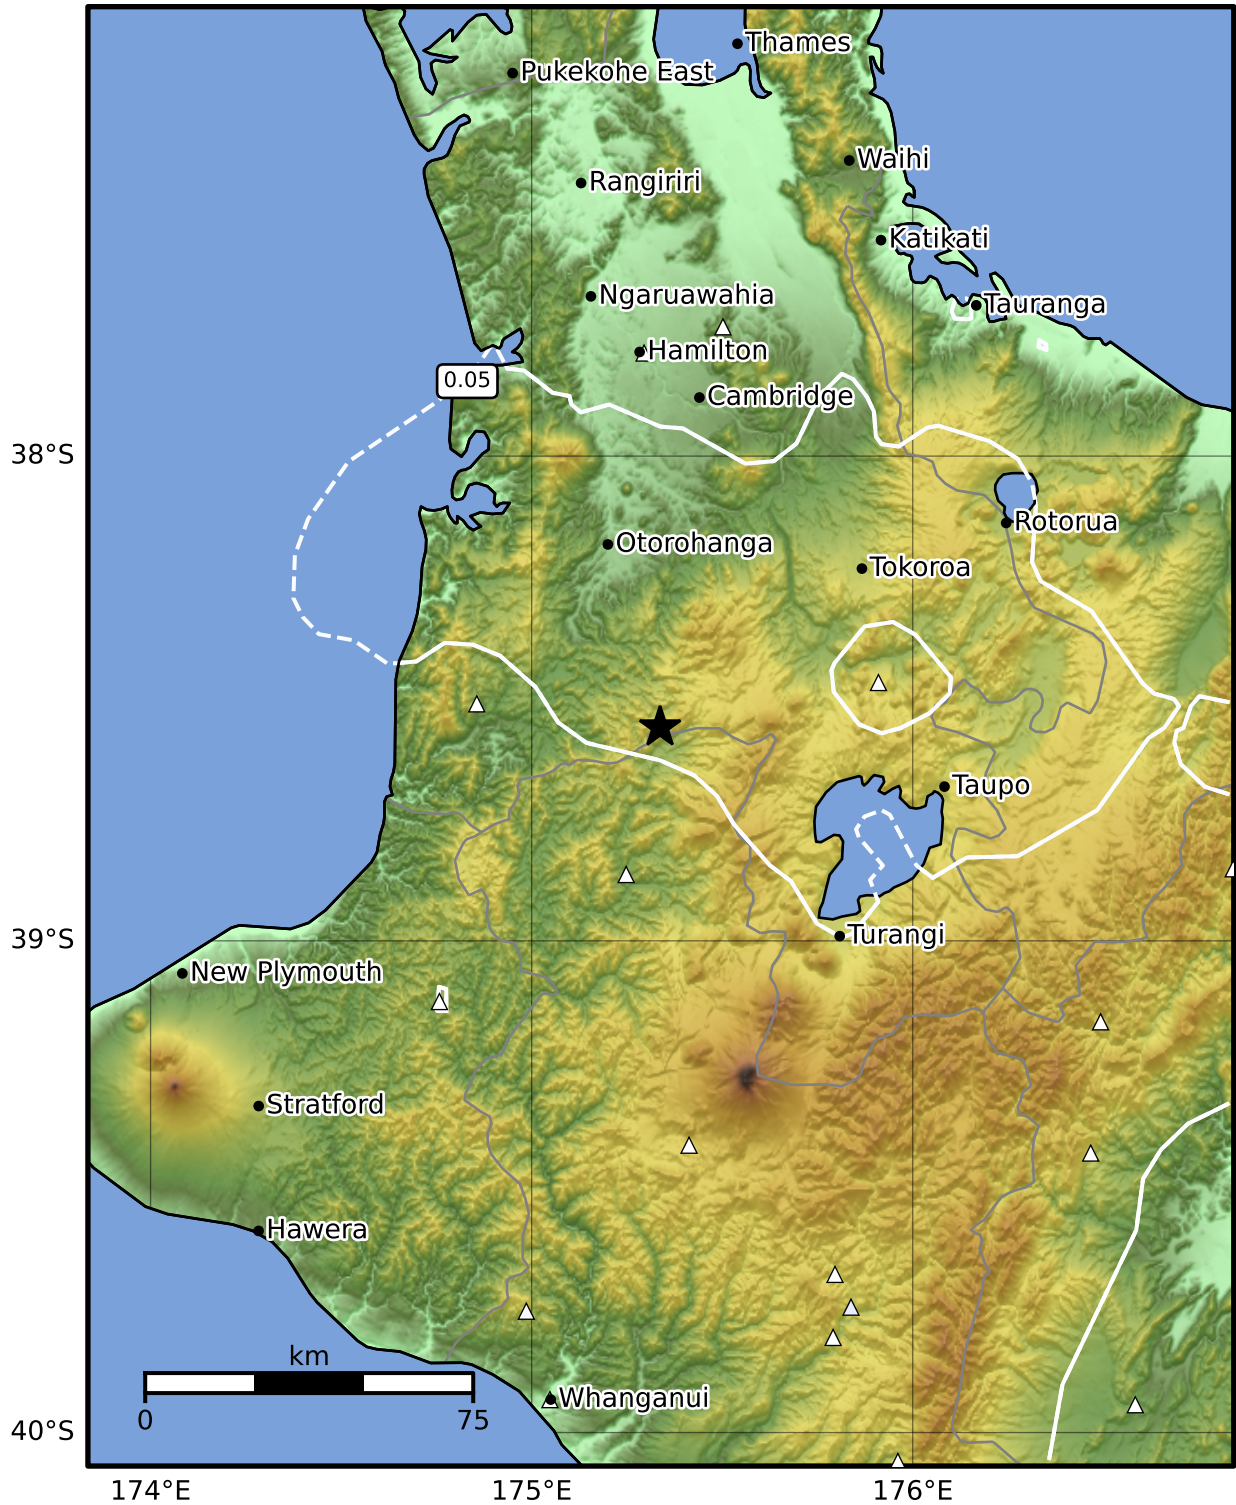 Thames
Pukekohe East
Waihi
Rangiriri
Katikati
Ngaruawahia
Tauranga
Hamilton
0.05
Cambridge
38°S
Rotorua
Otorohanga
Tokoroa
Taupo
39°S
Turangi
New Plymouth
Stratford
Hawera
km
0
75
Whanganui
40°S
174°E
175°E
176°E